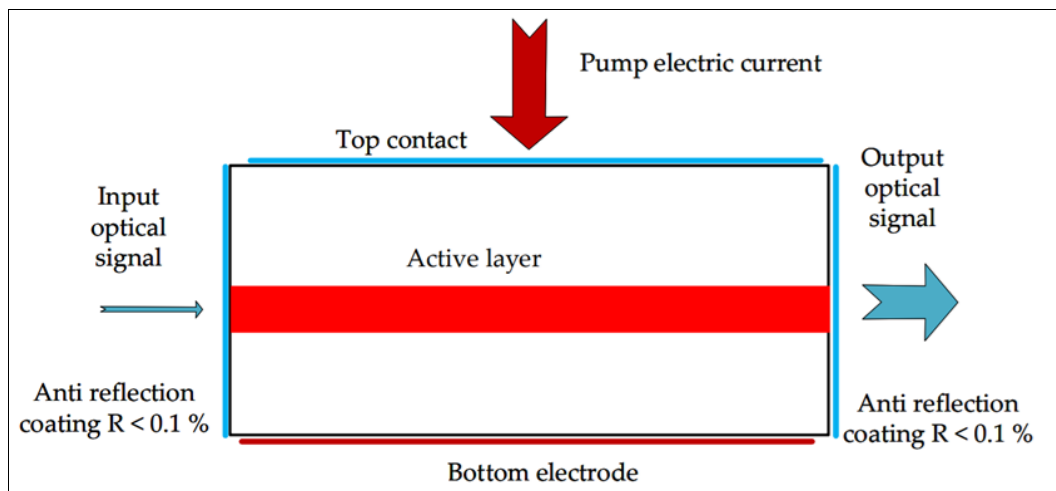 Pump electric current
Top contact
Output
optical
signal
Input
optical
signal
Active layer
Anti reflection
coating R < 0.1 %
Anti reflection
coating R < 0.1 %
Bottom electrode